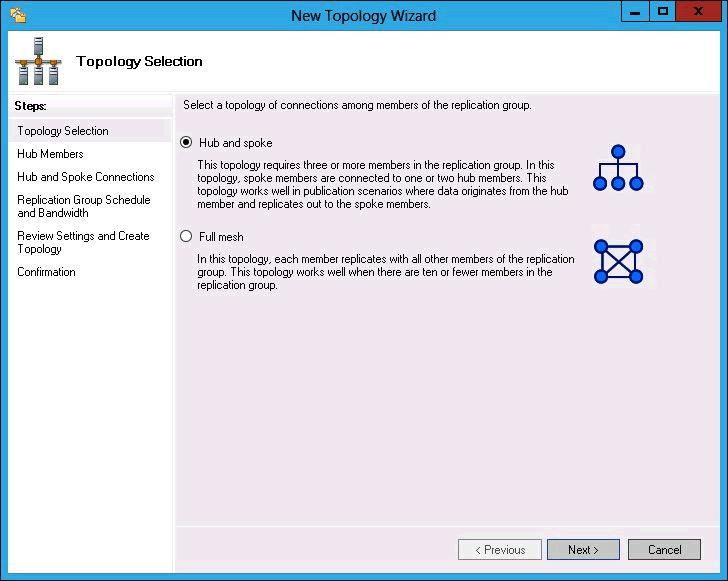 New Topology Wizard
Topology Selection
Steps:
Topology Selection
Hub Members
Hub and Spoke Connections
Replication Group Schedule
and Bandwidth
Review Settings and Create
Topology
Confirmation
Select a topology of connections among members of the replication group.
Hub and spoke
This topology requires three or more members in the replication group. In this
topology, spoke members are connected to one or two hub members. This
topology works well in publication scenarios where data originates from the hub
member and replicates out to the spoke members.
Full mesh
In this topology, each member replicates with all other members of the replication
group. This topology works well when there are ten or fewer members in the
replication group.
< Previous
Next >
Cancel